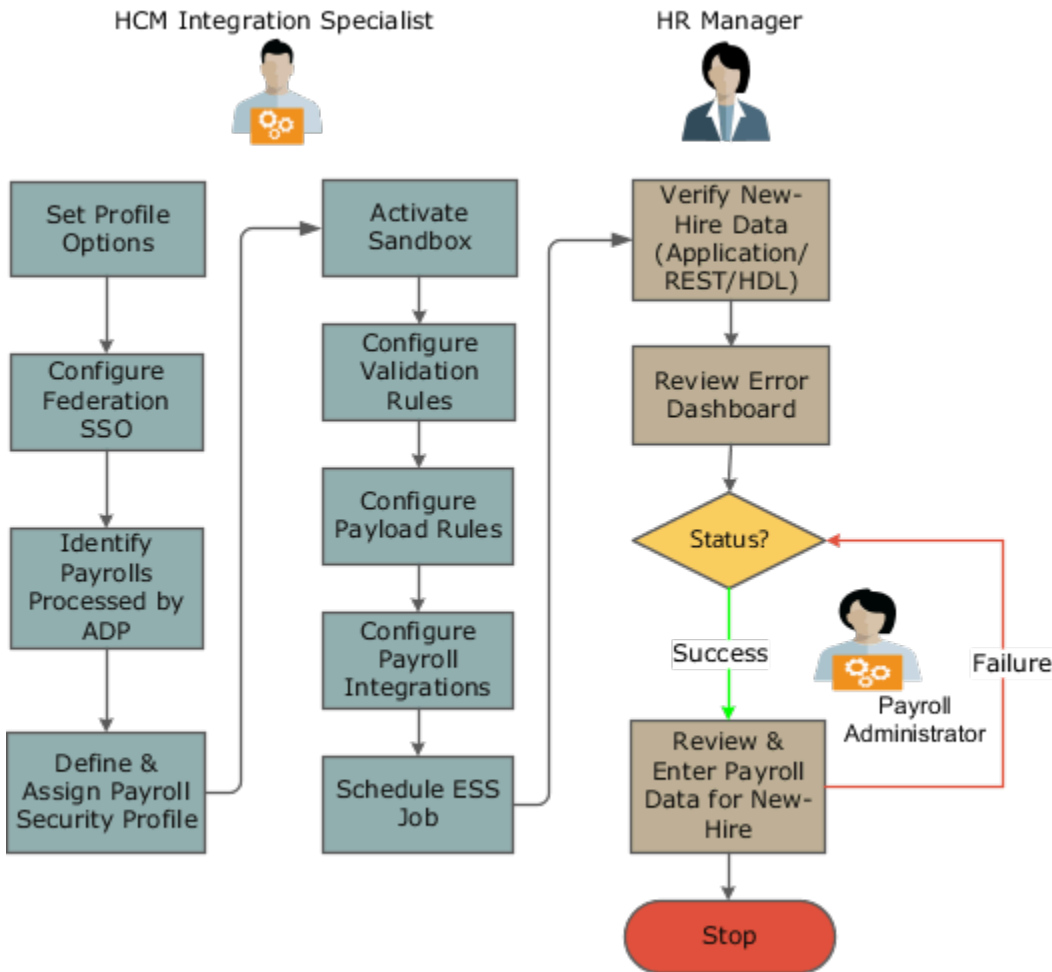 HCM Integration Specialist
HR Manager
Set Profile
Options
Configure
Federation
SSO
Identify
Payrolls
Processed by
ADP
Define &
Assign Payroll
Security Profile
Activate
Sandbox
Configure
Validation
Rules
Configure
Payload Rules
Configure
Payroll
Integrations
Schedule ESS
Job
Verify New-
Hire Data
(Application/
REST/HDL)
Review Error
Dashboard
Status?
Success
Failure
Payroll
Administrator
Review &
Enter Payroll
Data for New-
Hire
Stop